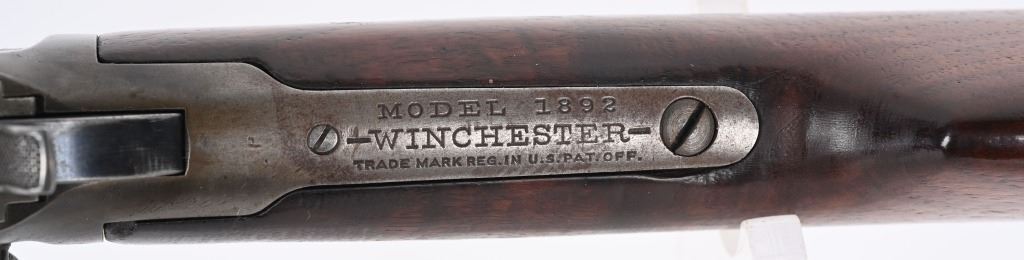 MODEL 1892
-WINCHESTER-
TRADE MARK REG. IN U.S. PAT. OFF.